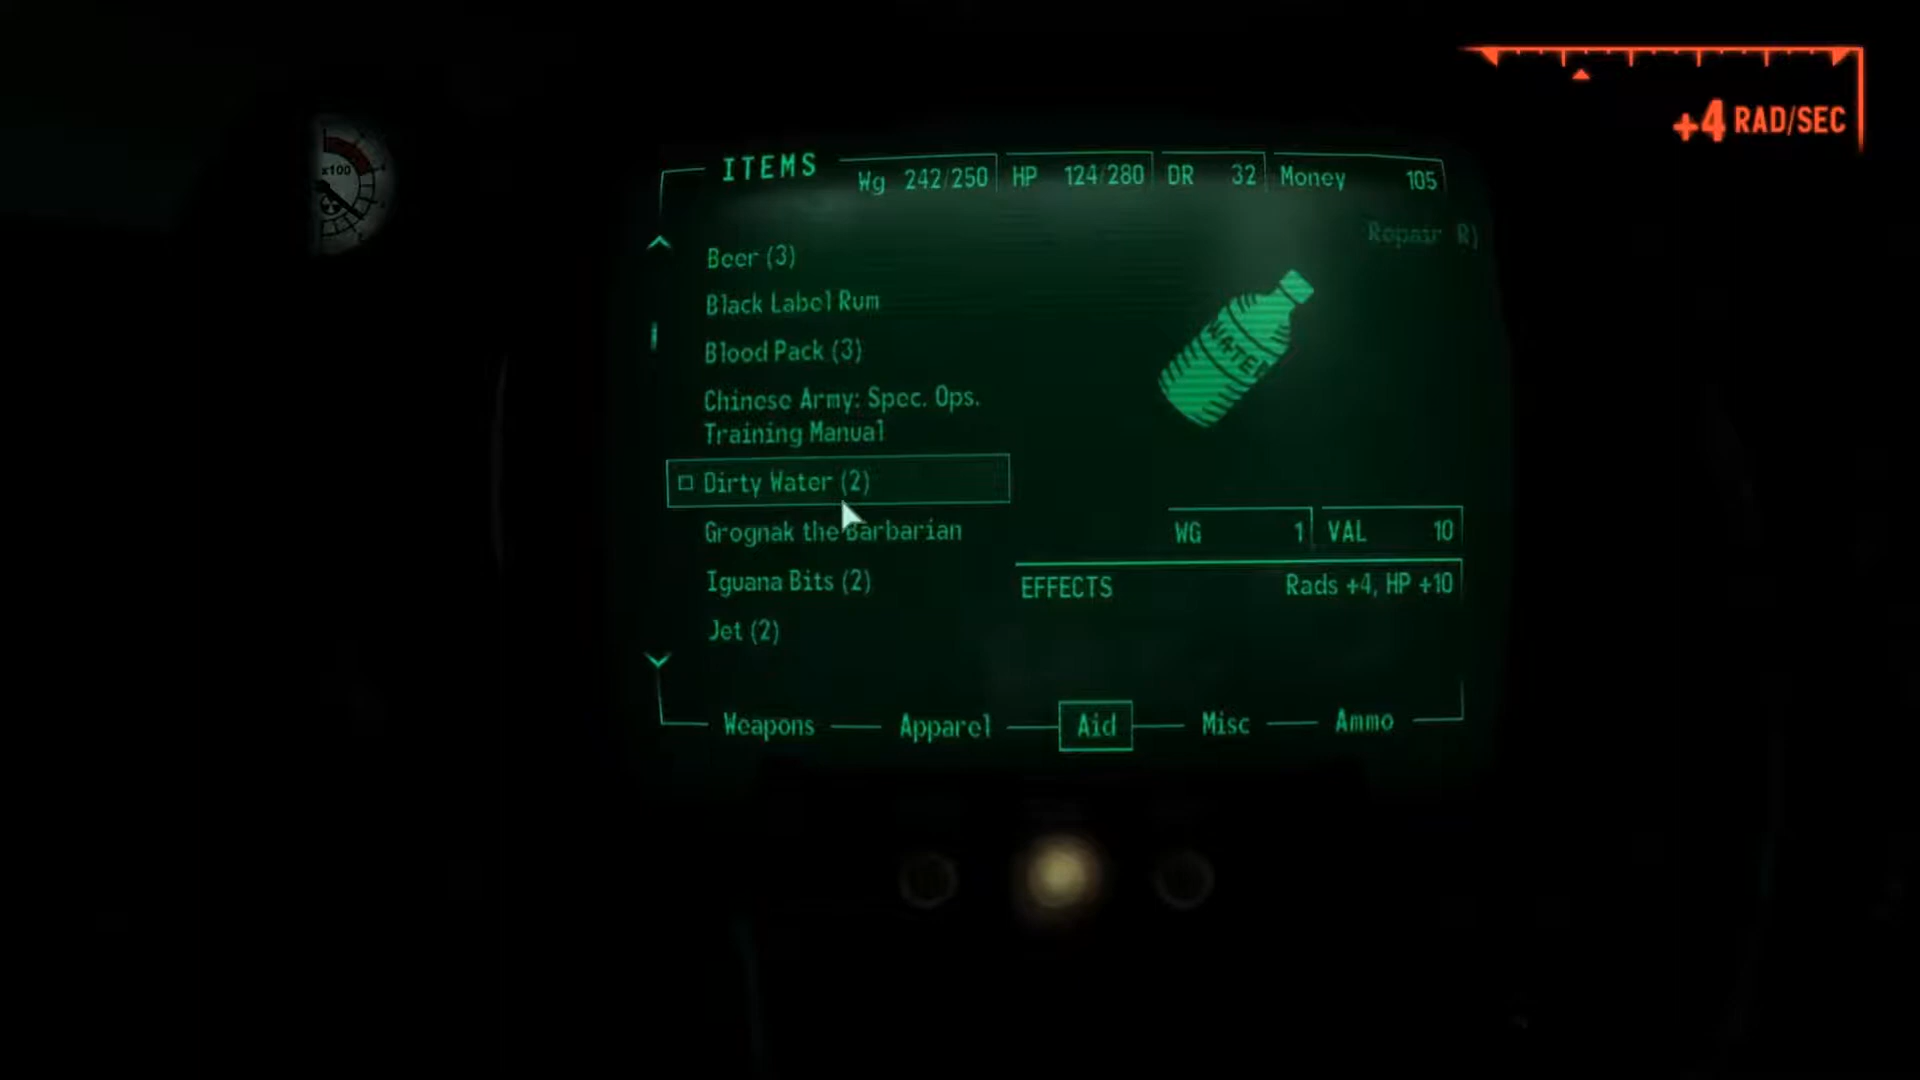 +4 RAD/SEC
x100
ITEMS Wg 242/250 HP 124/280 DR 32 Money 105
Repair R)
Beer (3)
Black Label Rum
Blood Pack (3)
Chinese Army: Spec. Ops.
Training Manual
Dirty Water (2)
Grognak the Barbarian
Iguana Bits (2)
Jet (2)
WATER
WG 1 VAL 10
EFFECTS Rads +4, HP +10
Weapons Apparel Aid Misc Ammo